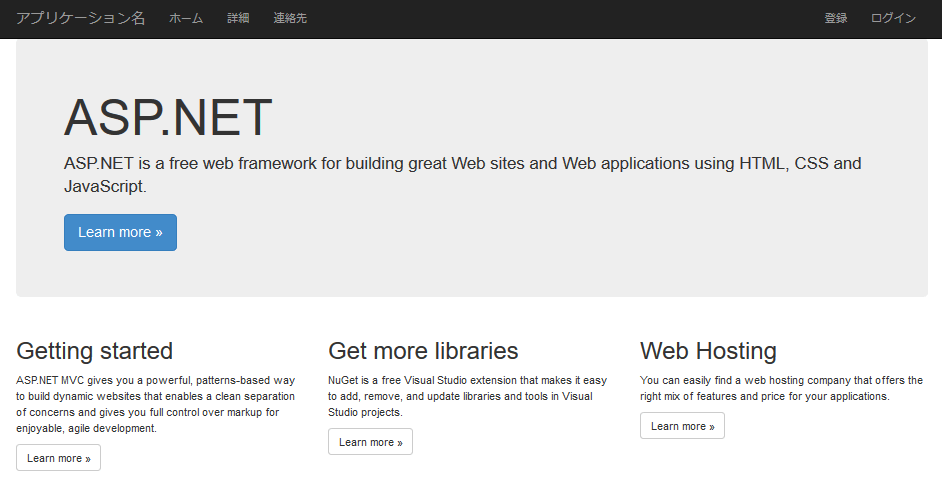 アプリケーション名 ホーム 詳細 連絡先 登録 ログイン
ASP.NET
ASP.NET is a free web framework for building great Web sites and Web applications using HTML, CSS and
JavaScript.
Learn more »
Getting started
ASP.NET MVC gives you a powerful, patterns-based way
to build dynamic websites that enables a clean separation
of concerns and gives you full control over markup for
enjoyable, agile development.
Learn more »
Get more libraries
NuGet is a free Visual Studio extension that makes it easy
to add, remove, and update libraries and tools in Visual
Studio projects.
Learn more »
Web Hosting
You can easily find a web hosting company that offers the
right mix of features and price for your applications.
Learn more »